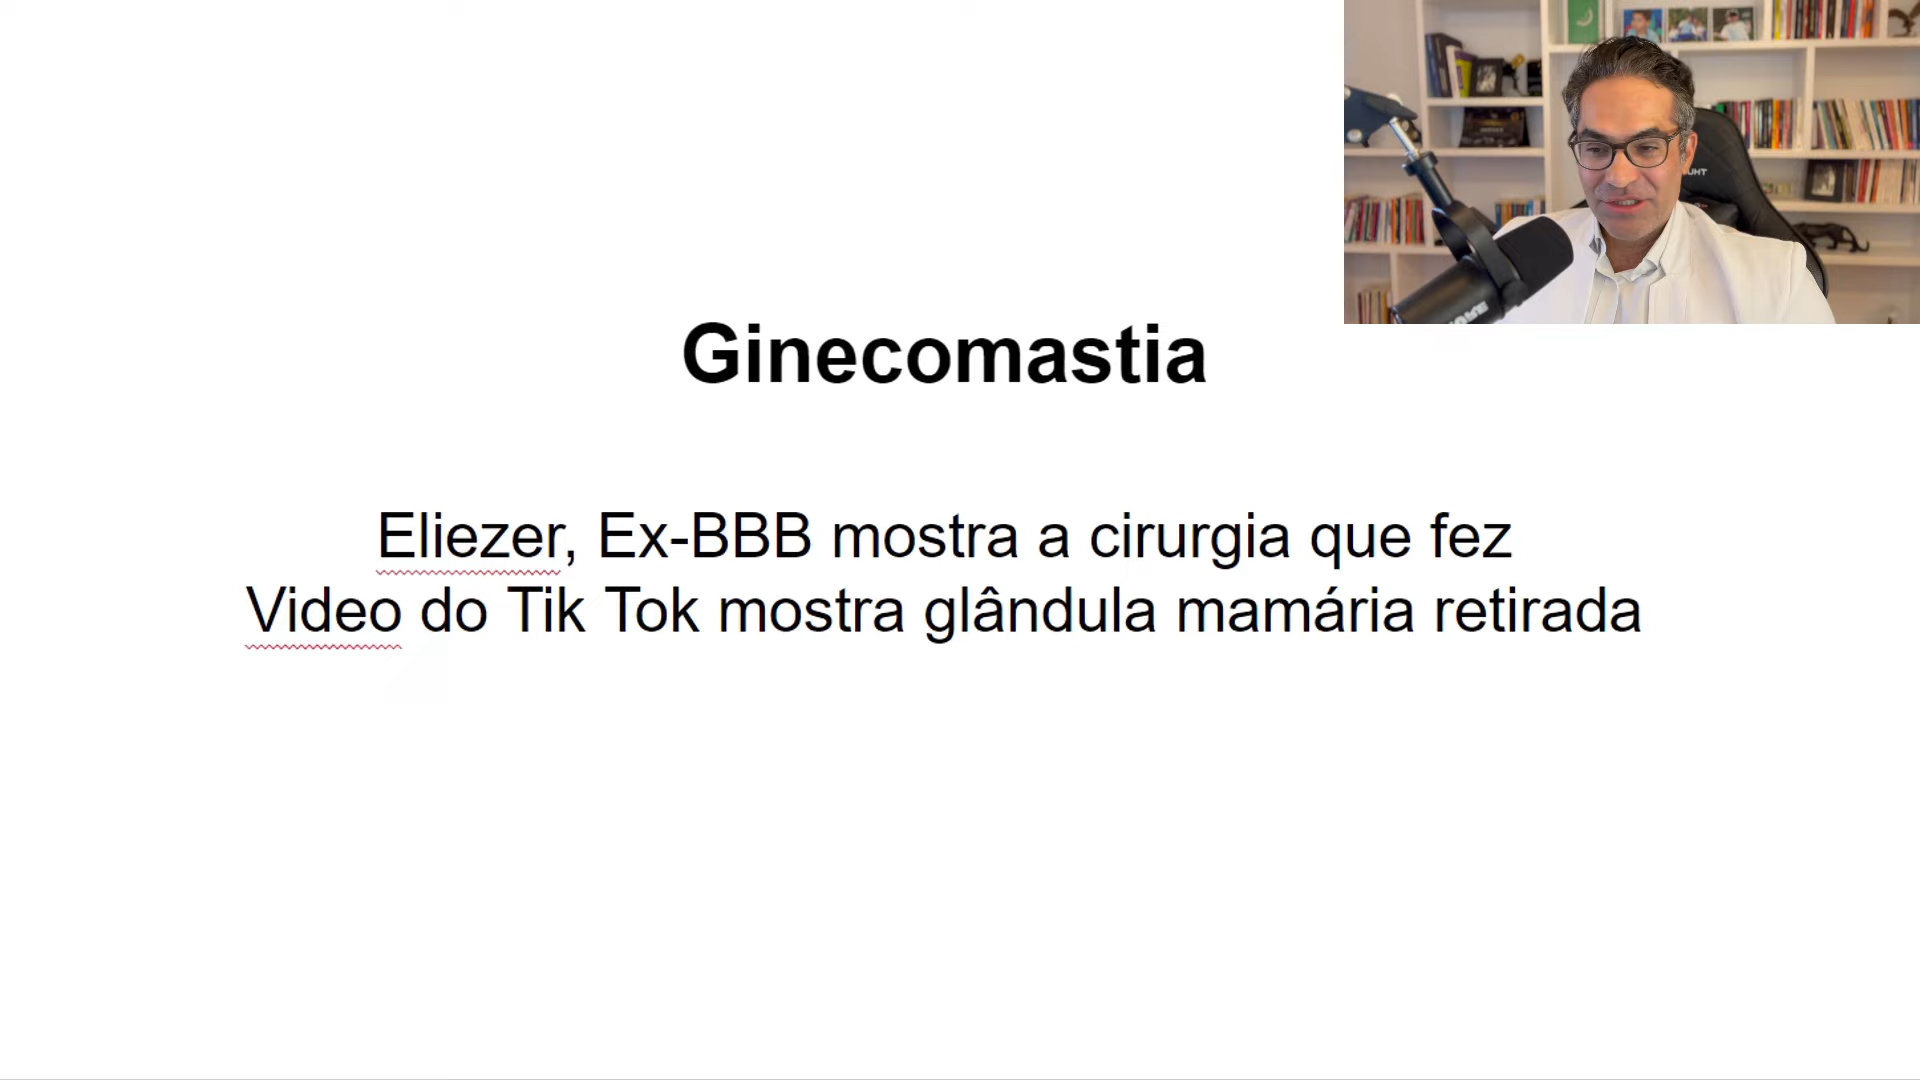 Ginecomastia
Eliezer, Ex-BBB mostra a cirurgia que fez
Video do Tik Tok mostra glândula mamária retirada